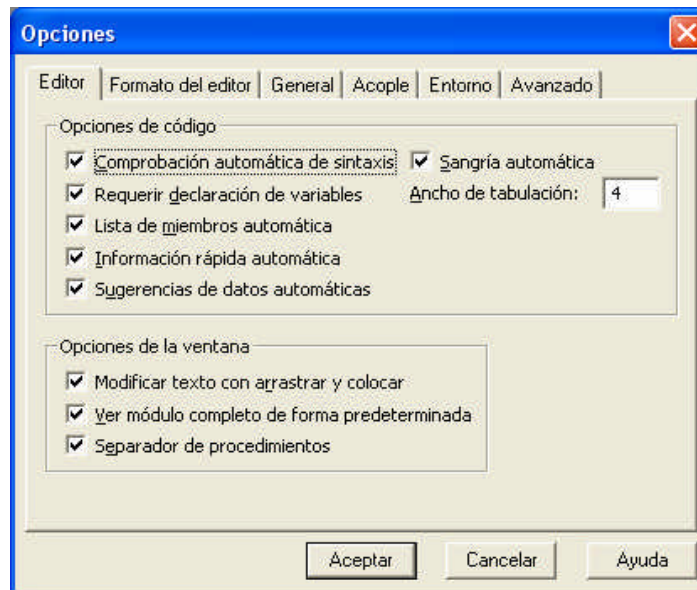 Opciones
Editor Formato del editor General Acople Entorno Avanzado
Opciones de código
Comprobación automática de sintaxis Sangría automática
Requerir declaración de variables Ancho de tabulación: 4
Lista de miembros automática
Información rápida automática
Sugerencias de datos automáticas
Opciones de la ventana
Modificar texto con arrastrar y colocar
Ver módulo completo de forma predeterminada
Separador de procedimientos
Aceptar Cancelar Ayuda